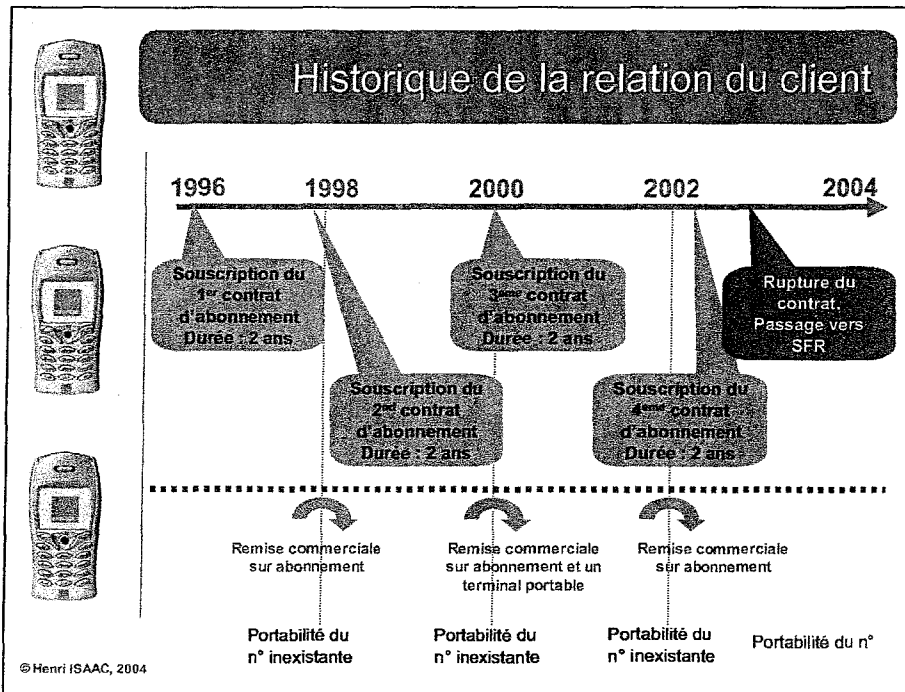 Historique de la relation du client
1996
1998
2000
2002
2004
Souscription du
1er contrat
d'abonnement
Durée : 2 ans
Souscription du
3ème contrat
d'abonnement
Durée : 2 ans
Rupture du
contrat,
Passage vers
SFR
Souscription du
2nd contrat
d'abonnement
Durée : 2 ans
Souscription du
4ème contrat
d'abonnement
Durée : 2 ans
Remise commerciale
sur abonnement
Remise commerciale
sur abonnement et un
terminal portable
Remise commerciale
sur abonnement
Portabilité du
n° inexistante
Portabilité du
n° inexistante
Portabilité du
n° inexistante
Portabilité du n°
© Henri ISAAC, 2004